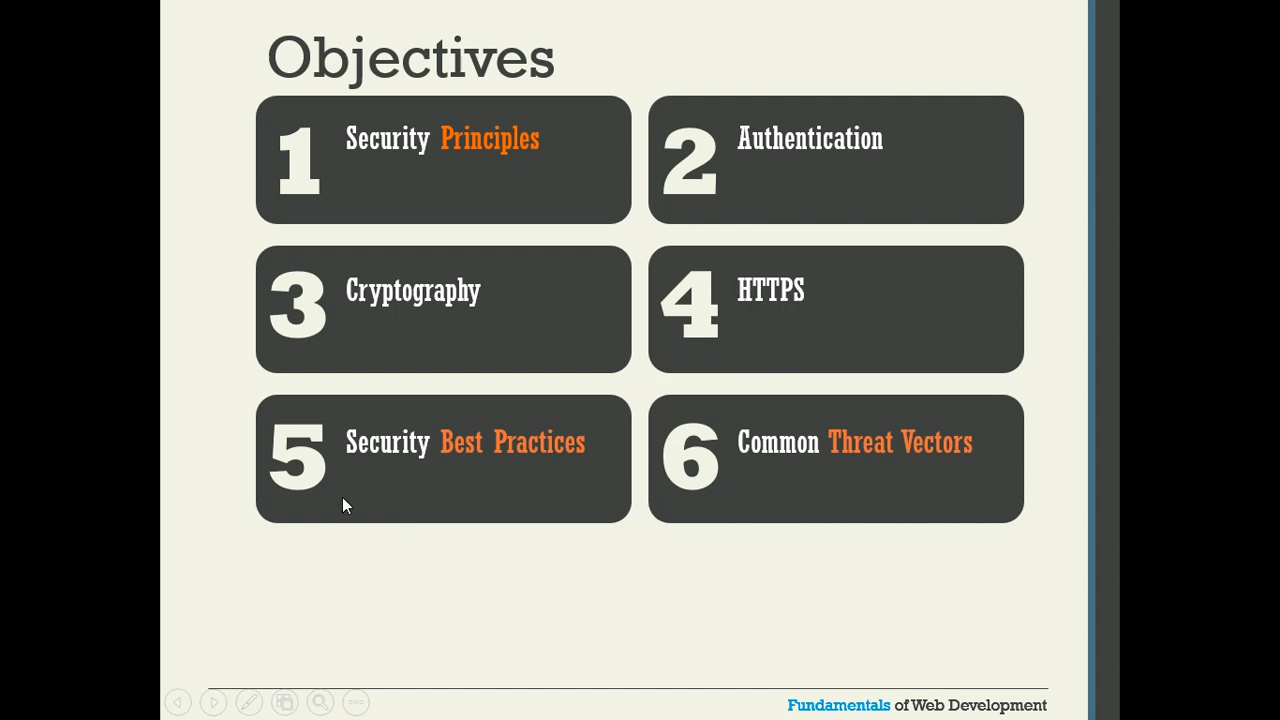 Objectives
1 Security Principles
2 Authentication
3 Cryptography
4 HTTPS
5 Security Best Practices
6 Common Threat Vectors
Fundamentals of Web Development